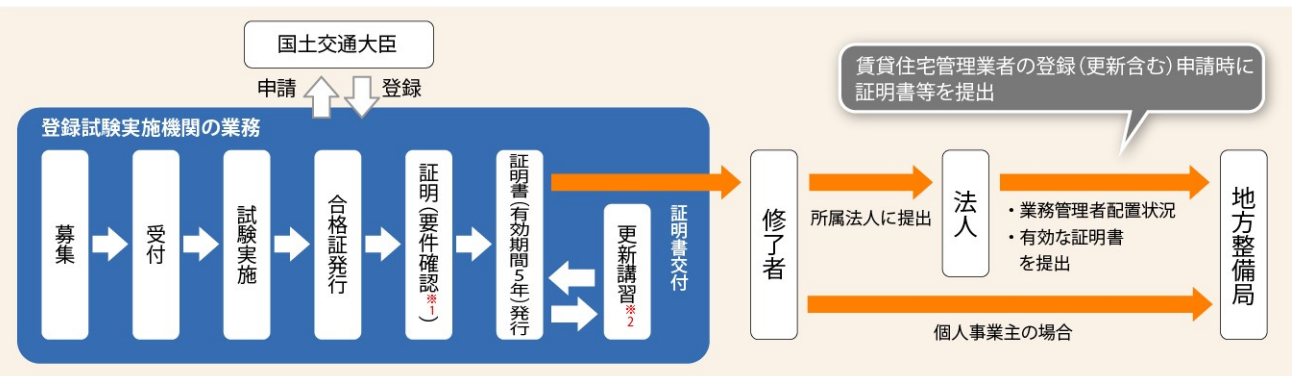 国土交通大臣
申請
登録
賃貸住宅管理業者の登録（更新含む）申請時に
証明書等を提出
登録試験実施機関の業務
募集
受付
試験実施
合格証発行
証明（要件確認※1）
証明書（有効期間5年）発行
更新講習※2
証明書交付
修了者
所属法人に提出
法人
・業務管理者配置状況
・有効な証明書
を提出
個人事業主の場合
地方整備局